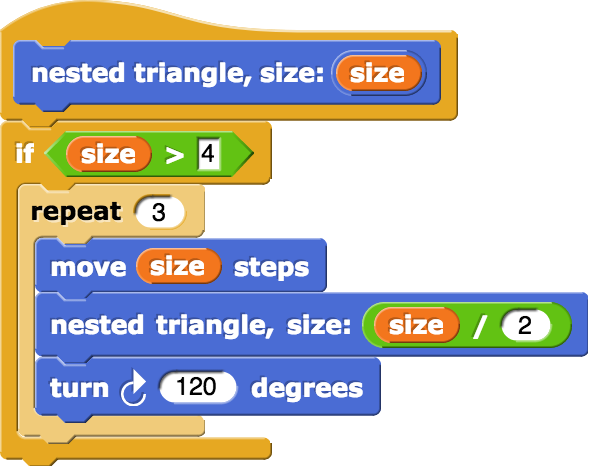 nested triangle, size: size
if size > 4
repeat 3
move size steps
nested triangle, size: size / 2
turn 120 degrees